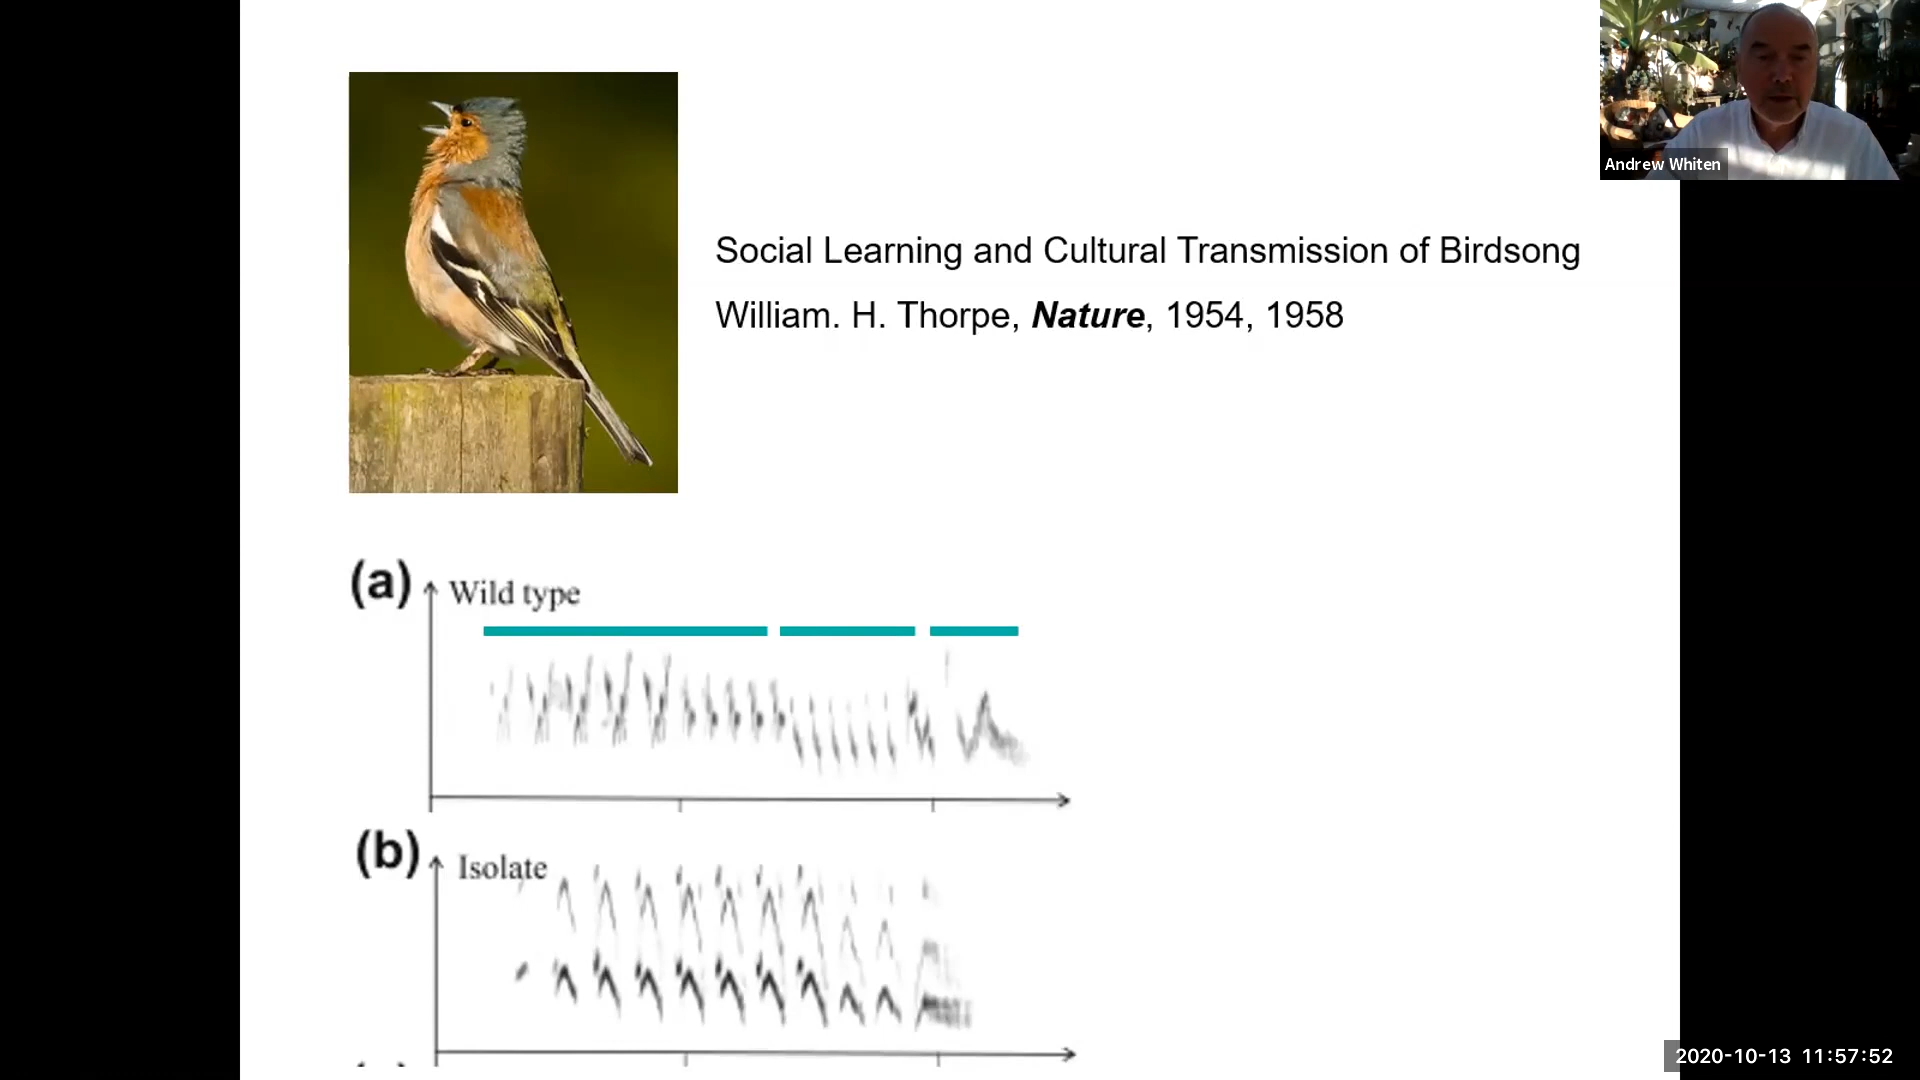 Andrew Whiten
Social Learning and Cultural Transmission of Birdsong
William. H. Thorpe, Nature, 1954, 1958
(a)
Wild type
(b)
Isolate
2020-10-13 11:57:52